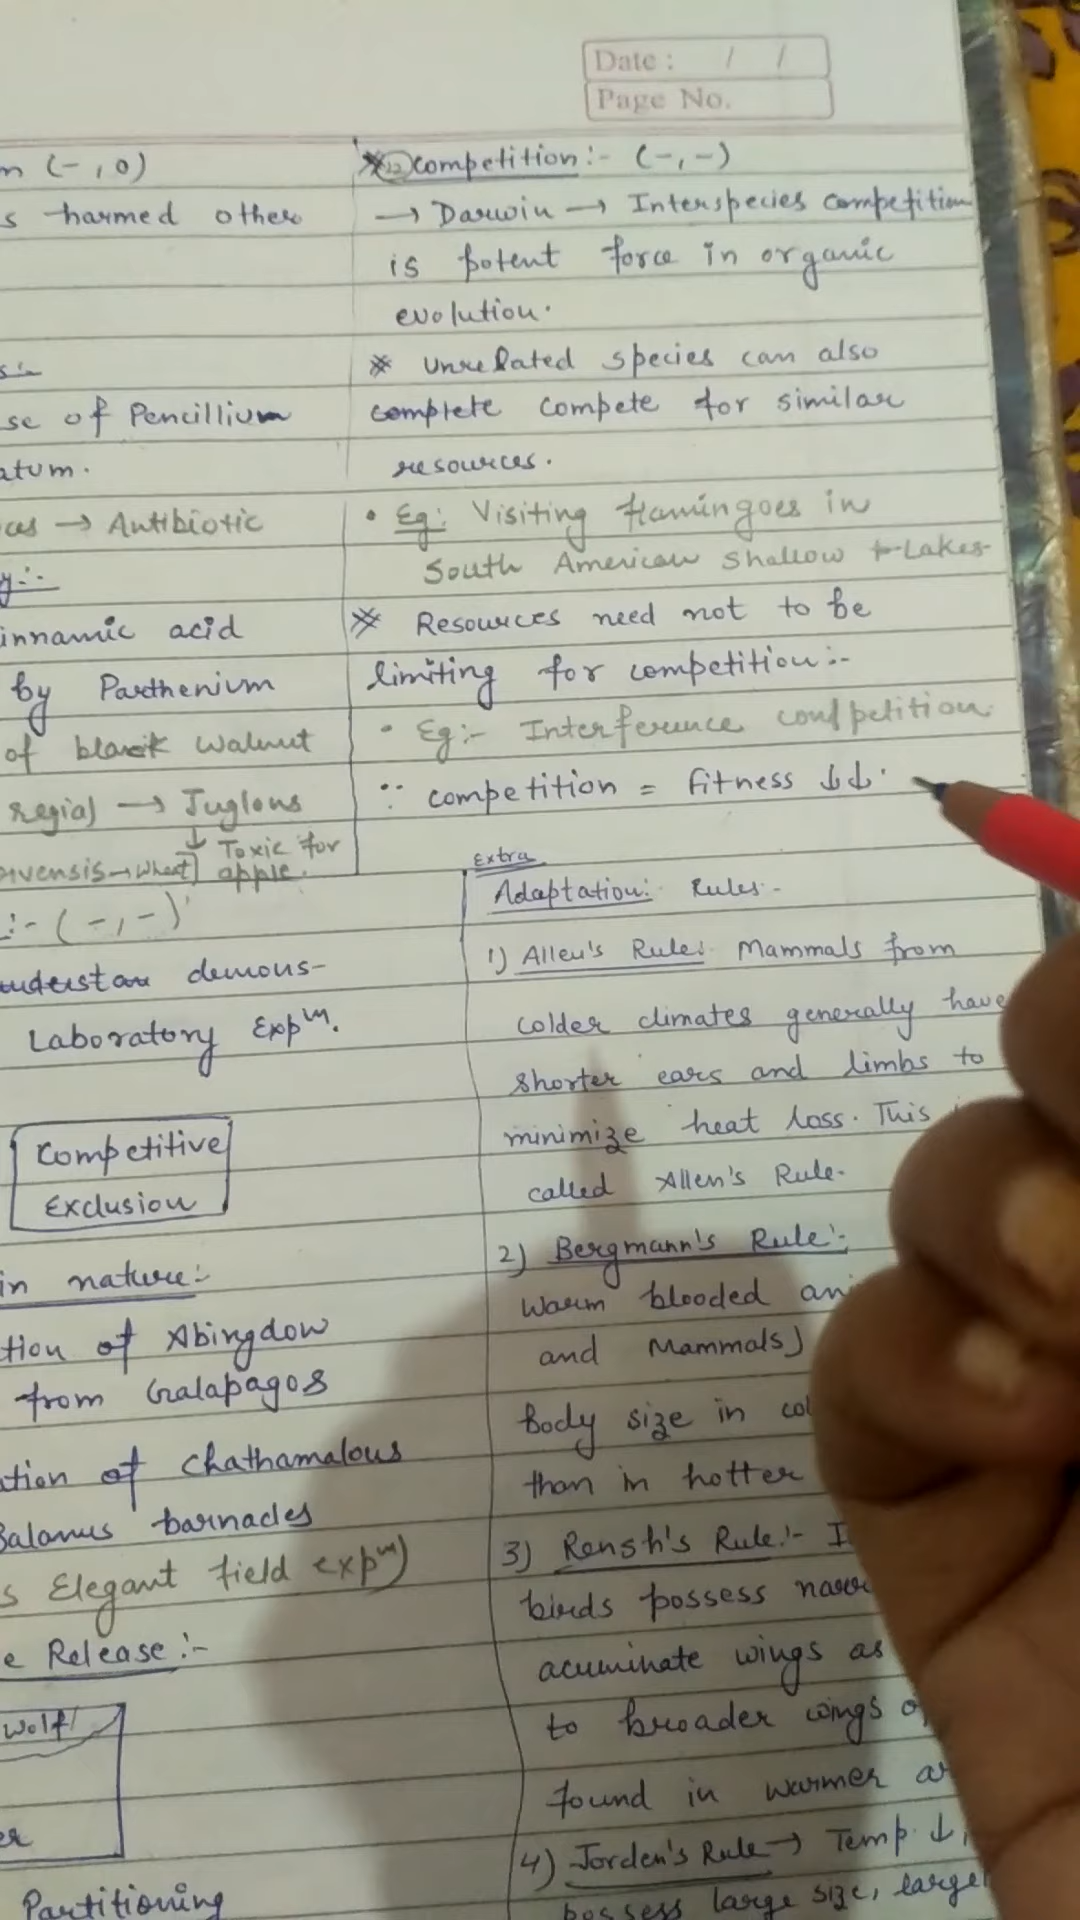 Date : / /
Page No.
(-, 0)
harmed other
se of Pencillium
atum.
→ Antibiotic
innamic acid
by Parthenium
of black walnut
regia) → Juglons
↓ Toxic for
apple.
→ wheat]
12 competition :- (-, -)
→ Darwin → Interspecies competition
is potent force in organic
evolution.
* Unrelated species can also
complete compete for similar
resources.
• Eg: Visiting flamingoes in
South American shallow Lakes-
* Resources need not to be
limiting for competition :-
• Eg:- Interference competition
∵ competition = fitness ↓↓.
:- (-, -)
demons-
Laboratory Expᵐ.
Competitive
Exclusion
in nature:-
tion of Abingdow
from Galapagos
ation of Chathamalous
Balanus barnacles
Elegant field expᵐ)
e Release :-
wolf
er
Partitioning
Extra
Adaptation: Rules-
1) Allen's Rule: Mammals from
colder climates generally have
shorter ears and limbs to
minimize heat loss. This
called Allen's Rule.
2) Bergmann's Rule:-
Warm blooded
and Mammals)
Body size in
than in hotter
3) Rensh's Rule:-
birds possess
acuminate wings as
to broader wings
found in warmer
4) Jorden's Rule → Temp ↓,
possess large size, large